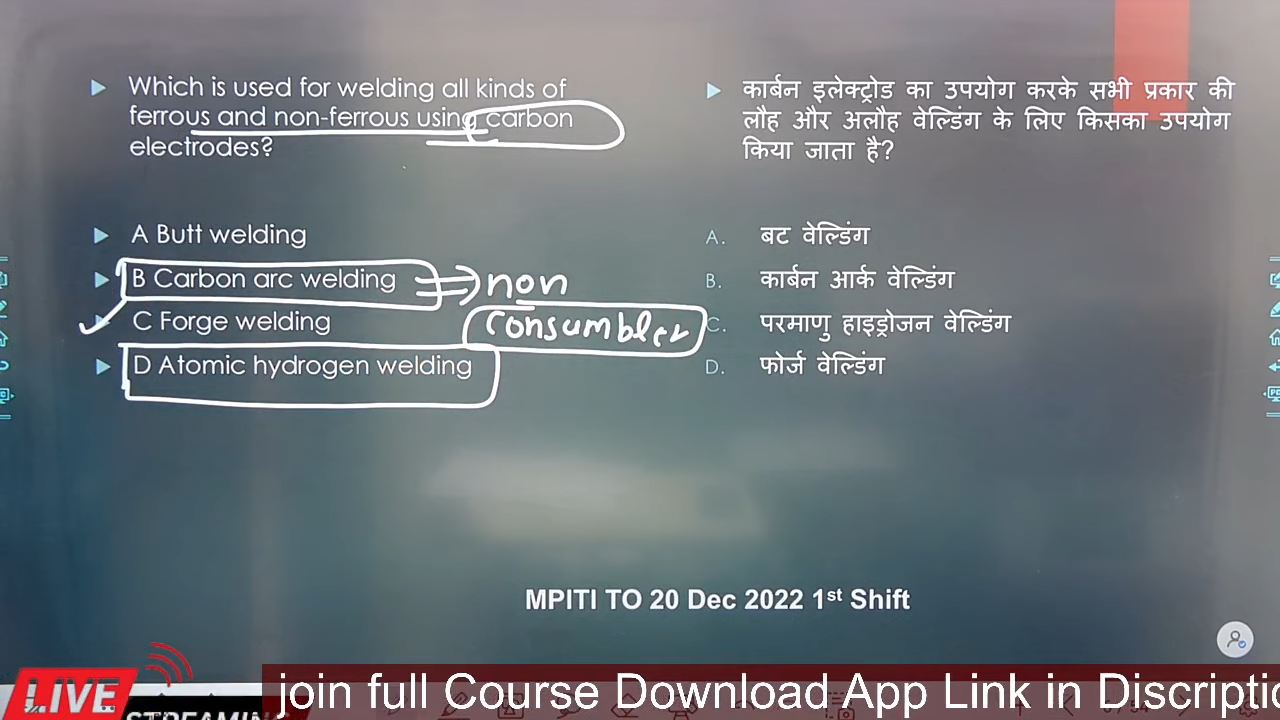 Which is used for welding all kinds of
ferrous and non-ferrous using carbon
electrodes?
A Butt welding
B Carbon arc welding
non
C Forge welding
consumbler
D Atomic hydrogen welding
कार्बन इलेक्ट्रोड का उपयोग करके सभी प्रकार की
लौह और अलौह वेल्डिंग के लिए किसका उपयोग
किया जाता है?
A. बट वेल्डिंग
B. कार्बन आर्क वेल्डिंग
C. परमाणु हाइड्रोजन वेल्डिंग
D. फोर्ज वेल्डिंग
MPITI TO 20 Dec 2022 1st Shift
LIVE
STREAMING
join full Course Download App Link in Discriptio